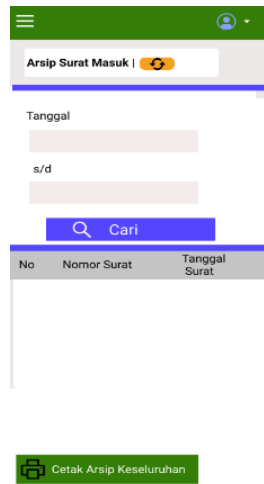 Arsip Surat Masuk |
Tanggal
s/d
Cari
No Nomor Surat Tanggal
Surat
Cetak Arsip Keseluruhan